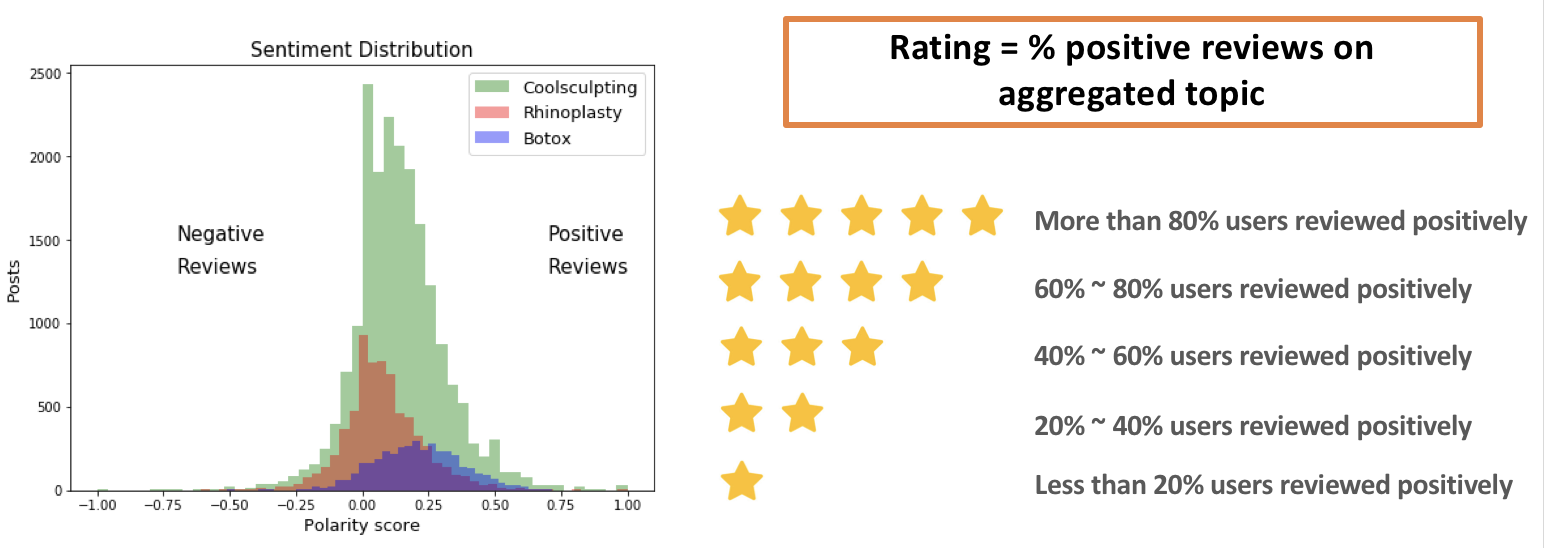 Sentiment Distribution
2500
2000
1500
1000
500
0
Posts
Coolsculpting
Rhinoplasty
Botox
Negative
Reviews
Positive
Reviews
−1.00 −0.75 −0.50 −0.25 0.00 0.25 0.50 0.75 1.00
Polarity score
Rating = % positive reviews on
aggregated topic
More than 80% users reviewed positively
60% ~ 80% users reviewed positively
40% ~ 60% users reviewed positively
20% ~ 40% users reviewed positively
Less than 20% users reviewed positively